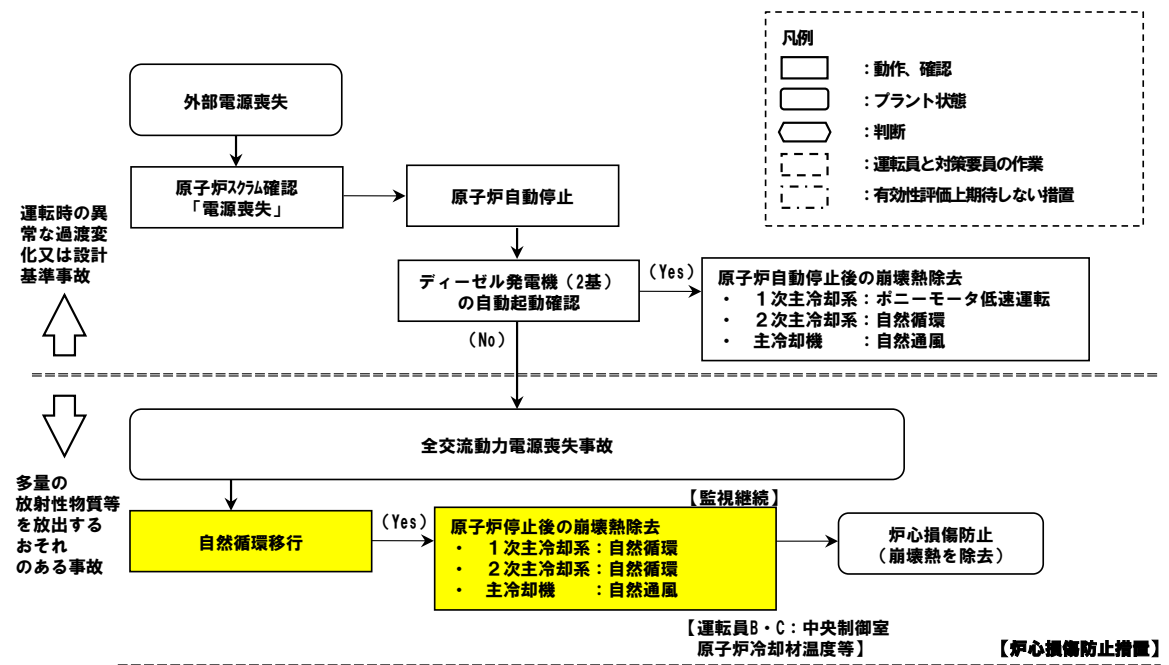 凡例
：動作、確認
：プラント状態
：判断
：運転員と対策要員の作業
：有効性評価上期待しない措置
外部電源喪失
原子炉ｽｸﾗﾑ確認
「電源喪失」
原子炉自動停止
運転時の異
常な過渡変
化又は設計
基準事故
ディーゼル発電機（2基）
の自動起動確認
（Yes）
原子炉自動停止後の崩壊熱除去
・　１次主冷却系：ポニーモータ低速運転
・　２次主冷却系：自然循環
・　主冷却機　　：自然通風
（No）
全交流動力電源喪失事故
多量の
放射性物質等
を放出する
おそれ
のある事故
【監視継続】
自然循環移行
（Yes）
原子炉停止後の崩壊熱除去
・　１次主冷却系：自然循環
・　２次主冷却系：自然循環
・　主冷却機　　：自然通風
炉心損傷防止
（崩壊熱を除去）
【運転員B・C：中央制御室
原子炉冷却材温度等】
【炉心損傷防止措置】